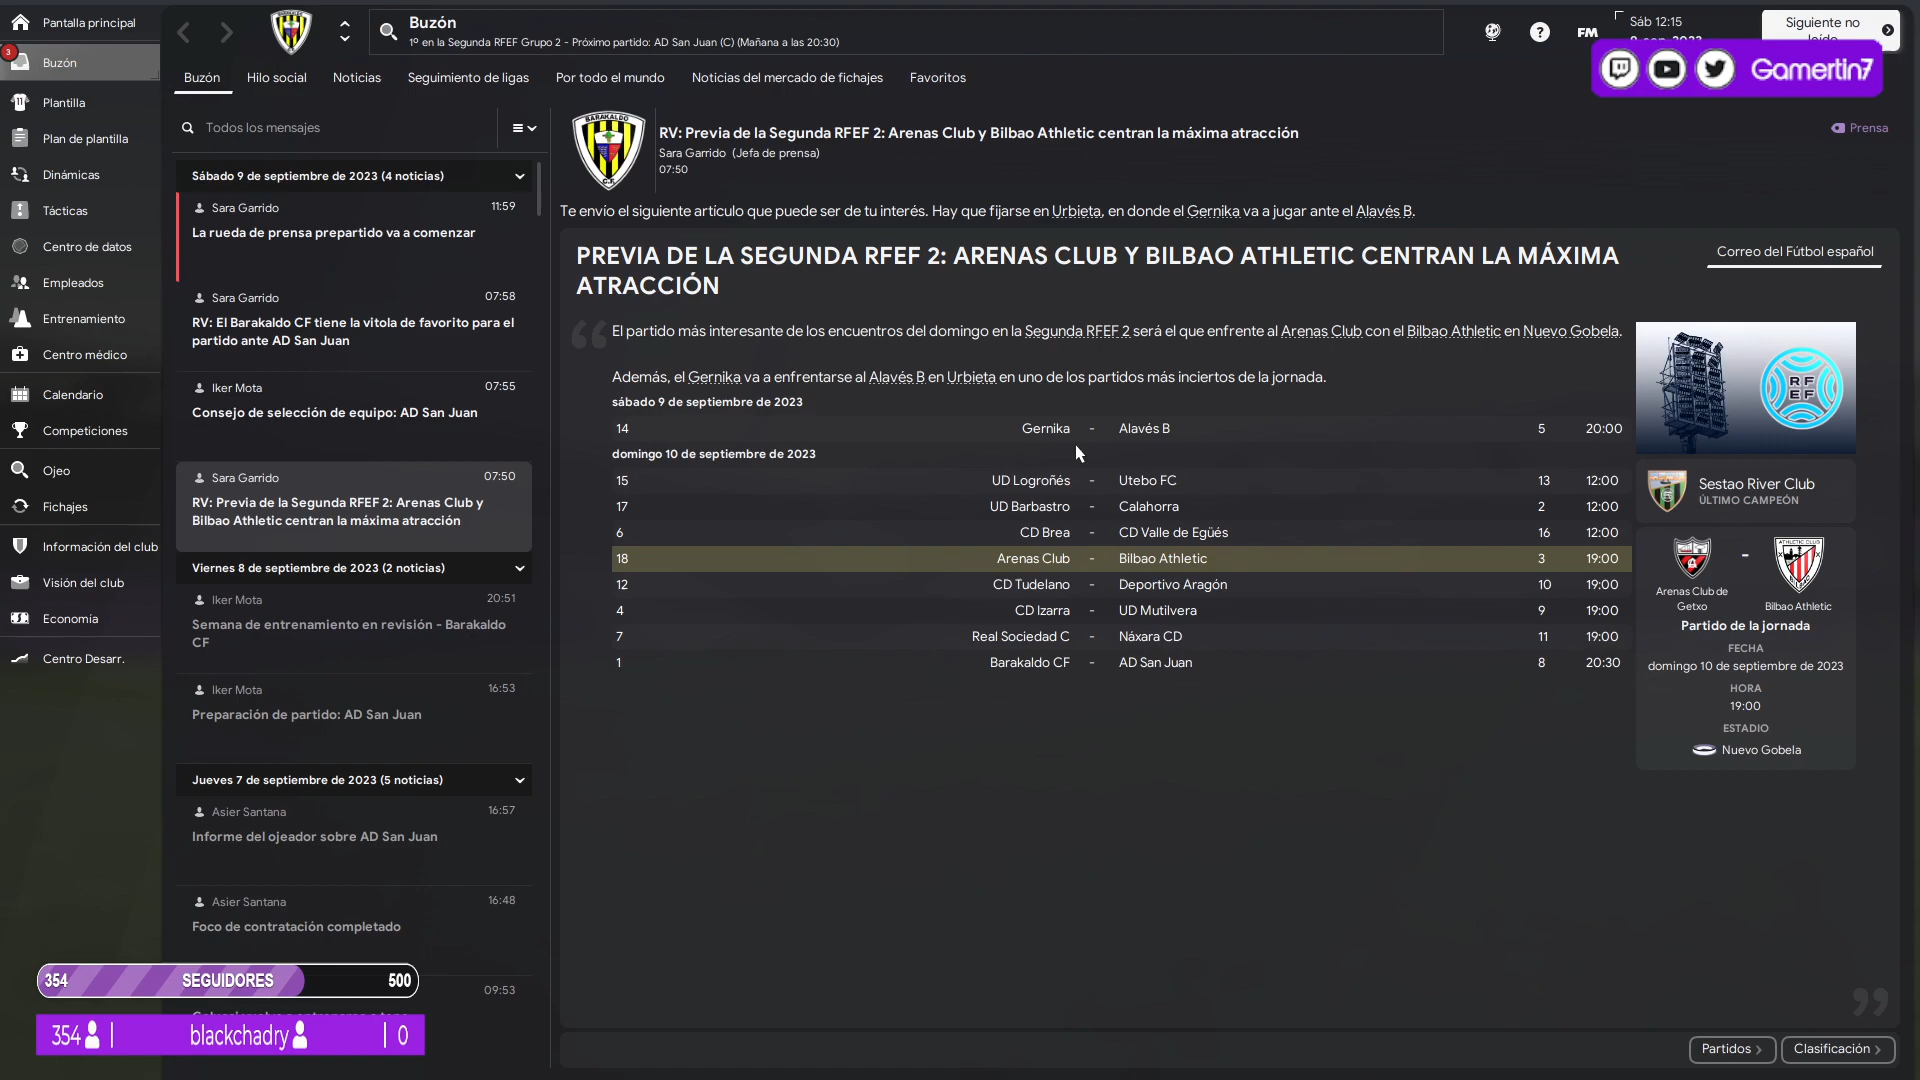 Pantalla principal
3
Buzón
Plantilla
Plan de plantilla
Dinámicas
Tácticas
Centro de datos
Empleados
Entrenamiento
Centro médico
Calendario
Competiciones
Ojeo
Fichajes
Información del club
Visión del club
Economía
Centro Desarr.
Buzón
1º en la Segunda RFEF Grupo 2 - Próximo partido: AD San Juan (C) (Mañana a las 20:30)
FM
Sáb 12:15
Siguiente no
Gamertin7
Buzón
Hilo social
Noticias
Seguimiento de ligas
Por todo el mundo
Noticias del mercado de fichajes
Favoritos
Todos los mensajes
Sábado 9 de septiembre de 2023 (4 noticias)
Sara Garrido 11:59
La rueda de prensa prepartido va a comenzar
Sara Garrido 07:58
RV: El Barakaldo CF tiene la vitola de favorito para el
partido ante AD San Juan
Iker Mota 07:55
Consejo de selección de equipo: AD San Juan
Sara Garrido 07:50
RV: Previa de la Segunda RFEF 2: Arenas Club y
Bilbao Athletic centran la máxima atracción
Viernes 8 de septiembre de 2023 (2 noticias)
Iker Mota 20:51
Semana de entrenamiento en revisión - Barakaldo
CF
Iker Mota 16:53
Preparación de partido: AD San Juan
Jueves 7 de septiembre de 2023 (5 noticias)
Asier Santana 16:57
Informe del ojeador sobre AD San Juan
Asier Santana 16:48
Foco de contratación completado
09:53
354 SEGUIDORES 500
354 | blackchadry | 0
BARAKALDO
RV: Previa de la Segunda RFEF 2: Arenas Club y Bilbao Athletic centran la máxima atracción
Sara Garrido (Jefa de prensa)
07:50
Prensa
Te envío el siguiente artículo que puede ser de tu interés. Hay que fijarse en Urbieta, en donde el Gernika va a jugar ante el Alavés B.
PREVIA DE LA SEGUNDA RFEF 2: ARENAS CLUB Y BILBAO ATHLETIC CENTRAN LA MÁXIMA
ATRACCIÓN
Correo del Fútbol español
El partido más interesante de los encuentros del domingo en la Segunda RFEF 2 será el que enfrente al Arenas Club con el Bilbao Athletic en Nuevo Gobela.
Además, el Gernika va a enfrentarse al Alavés B en Urbieta en uno de los partidos más inciertos de la jornada.
sábado 9 de septiembre de 2023
14 Gernika - Alavés B 5 20:00
domingo 10 de septiembre de 2023
15 UD Logroñés - Utebo FC 13 12:00
17 UD Barbastro - Calahorra 2 12:00
6 CD Brea - CD Valle de Egüés 16 12:00
18 Arenas Club - Bilbao Athletic 3 19:00
12 CD Tudelano - Deportivo Aragón 10 19:00
4 CD Izarra - UD Mutilvera 9 19:00
7 Real Sociedad C - Náxara CD 11 19:00
1 Barakaldo CF - AD San Juan 8 20:30
RF
EF
Sestao River Club
ÚLTIMO CAMPEÓN
-
Arenas Club de
Getxo
Bilbao Athletic
Partido de la jornada
FECHA
domingo 10 de septiembre de 2023
HORA
19:00
ESTADIO
Nuevo Gobela
Partidos
Clasificación